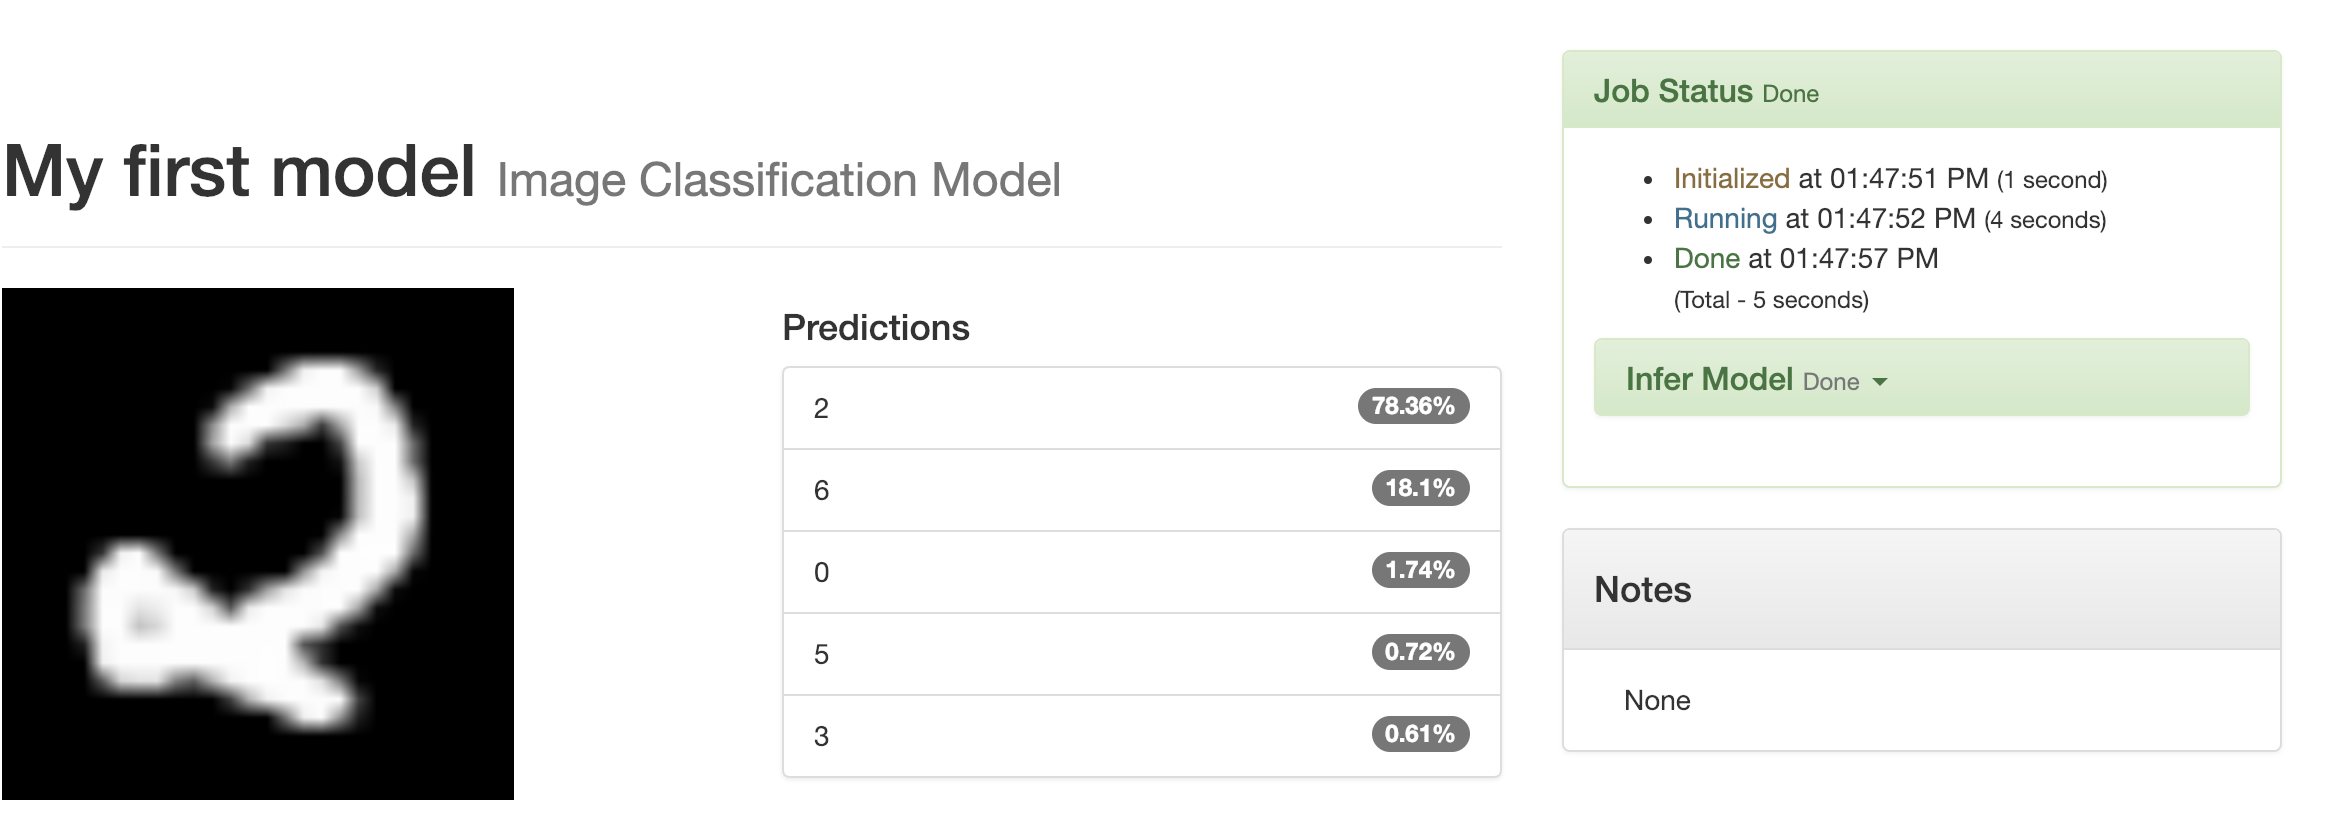 My first model Image Classification Model
2
Predictions
2 78.36%
6 18.1%
0 1.74%
5 0.72%
3 0.61%
Job Status Done
• Initialized at 01:47:51 PM (1 second)
• Running at 01:47:52 PM (4 seconds)
• Done at 01:47:57 PM
(Total - 5 seconds)
Infer Model Done
Notes
None